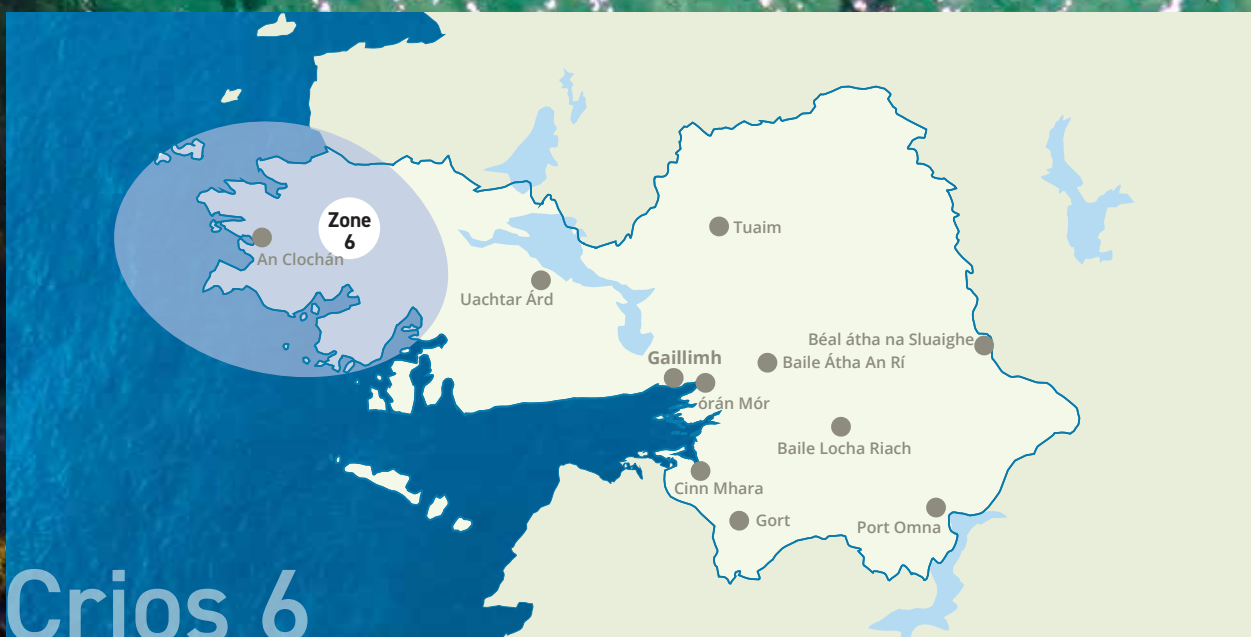 Zone
6
An Clochán
Tuaim
Uachtar Árd
Béal átha na Sluaighe
Gaillimh
Baile Átha An Rí
órán Mór
Baile Locha Riach
Cinn Mhara
Gort
Port Omna
Crios 6